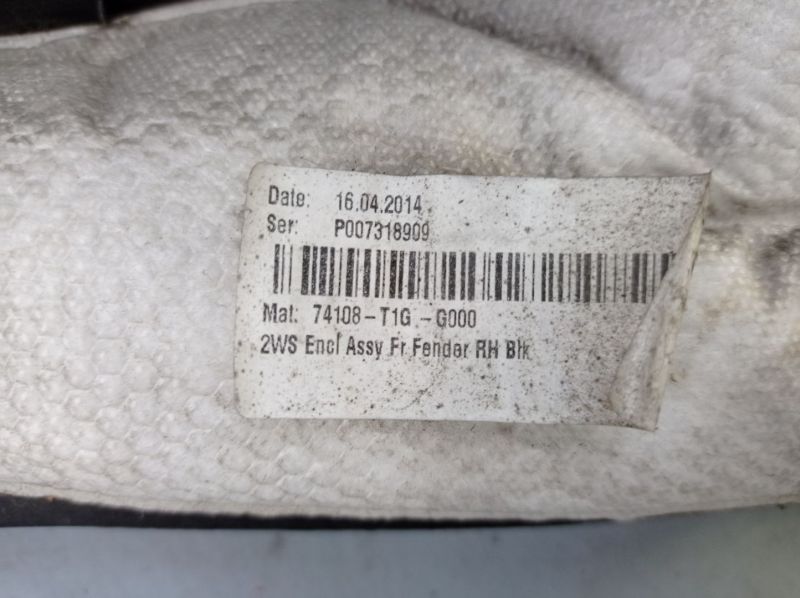 Date: 16.04.2014
Ser: P007318909
Mat: 74108-T1G -G000
2WS Encl Assy Fr Fender RH Blk